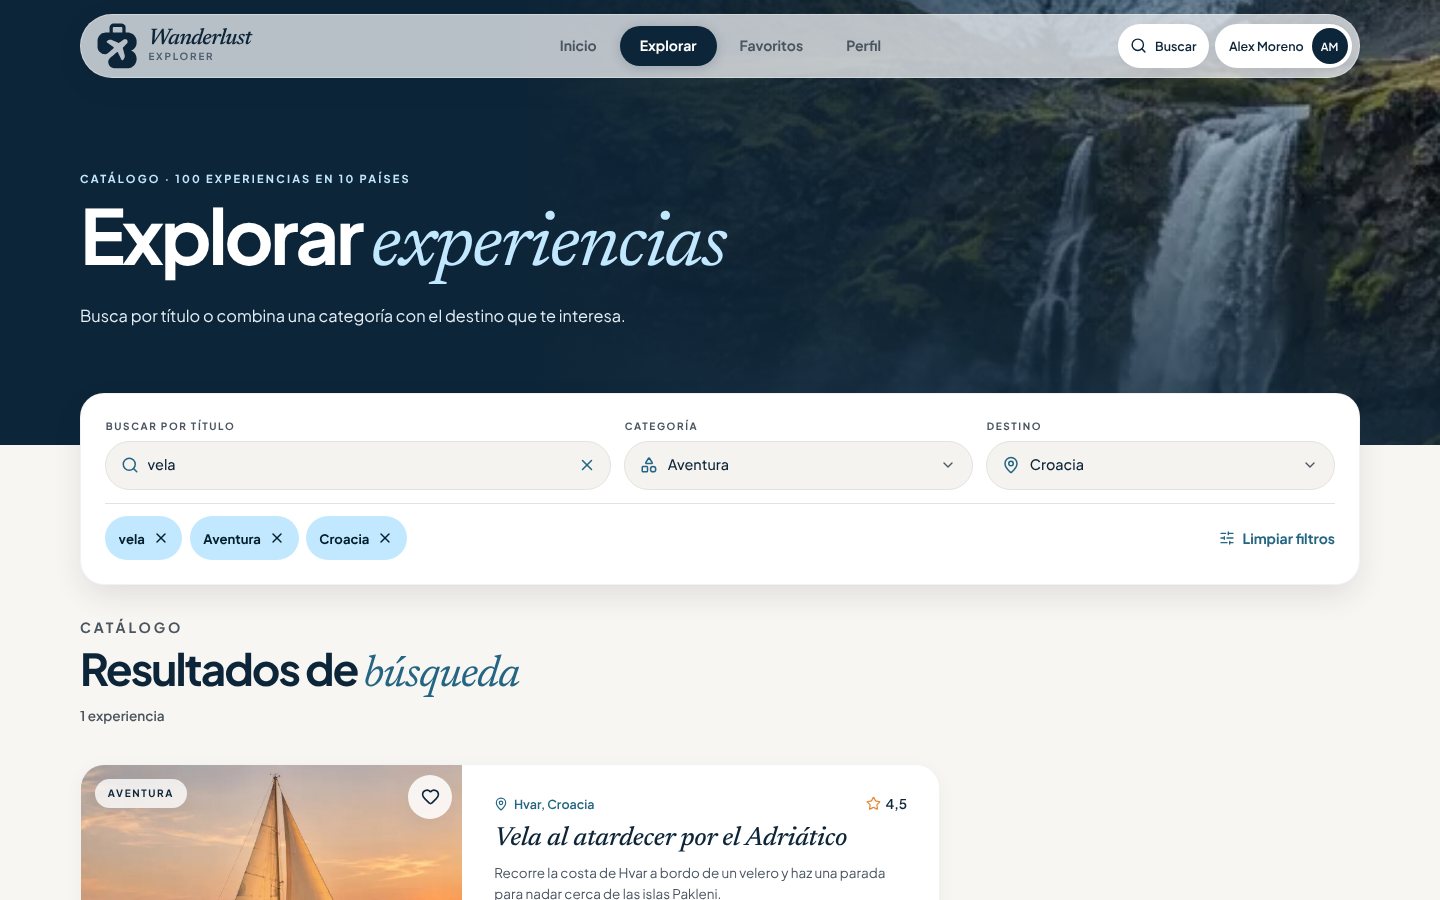 Wanderlust
EXPLORER
Inicio
Explorar
Favoritos
Perfil
Buscar
Alex Moreno
AM
CATÁLOGO · 100 EXPERIENCIAS EN 10 PAÍSES
Explorar experiencias
Busca por título o combina una categoría con el destino que te interesa.
BUSCAR POR TÍTULO
vela
CATEGORÍA
Aventura
DESTINO
Croacia
vela
Aventura
Croacia
Limpiar filtros
CATÁLOGO
Resultados de búsqueda
1 experiencia
AVENTURA
Hvar, Croacia
4,5
Vela al atardecer por el Adriático
Recorre la costa de Hvar a bordo de un velero y haz una parada
para nadar cerca de las islas Pakleni.